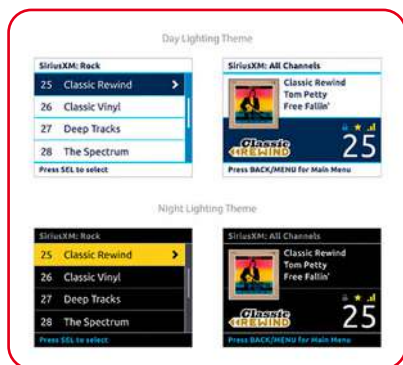 Day Lighting Theme
SiriusXM: Rock
25 Classic Rewind >
26 Classic Vinyl
27 Deep Tracks
28 The Spectrum
Press SEL to select
SiriusXM: All Channels
Classic Rewind
Tom Petty
Free Fallin'
Classic
REWIND
25
Press BACK/MENU for Main Menu
Night Lighting Theme
SiriusXM: Rock
25 Classic Rewind >
26 Classic Vinyl
27 Deep Tracks
28 The Spectrum
Press SEL to select
SiriusXM: All Channels
Classic Rewind
Tom Petty
Free Fallin'
Classic
REWIND
25
Press BACK/MENU for Main Menu